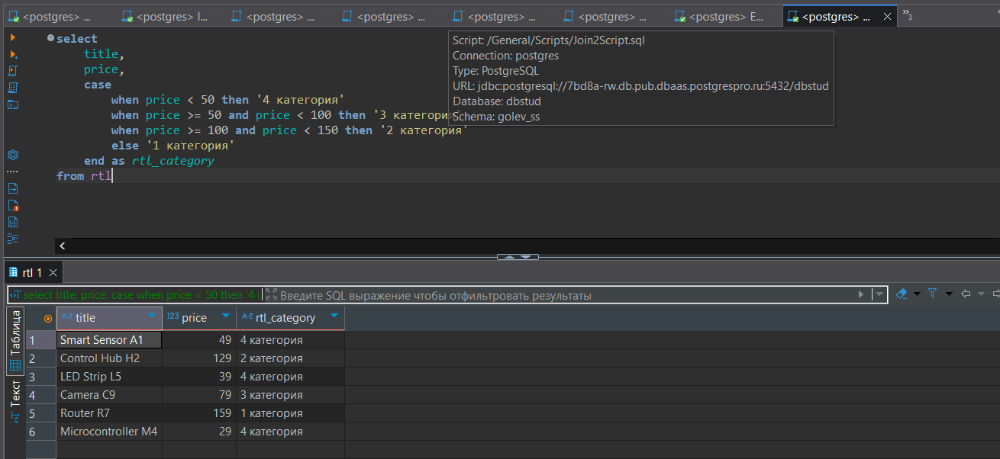 <postgres> ...
<postgres> I...
<postgres> ...
<postgres> ...
<postgres> ...
<postgres> ...
<postgres> E...
<postgres> ...
»3
select
title,
price,
case
when price < 50 then '4 категория'
when price >= 50 and price < 100 then '3 категори
when price >= 100 and price < 150 then '2 категория'
else '1 категория'
end as rtl_category
from rtl
Script: /General/Scripts/Join2Script.sql
Connection: postgres
Type: PostgreSQL
URL: jdbc:postgresql://7bd8a-rw.db.pub.dbaas.postgrespro.ru:5432/dbstud
Database: dbstud
Schema: golev_ss
rtl 1
select title, price, case when price < 50 then '4
Введите SQL выражение чтобы отфильтровать результаты
Таблица
Текст
A-Z title 123 price A-Z rtl_category
1 Smart Sensor A1 49 4 категория
2 Control Hub H2 129 2 категория
3 LED Strip L5 39 4 категория
4 Camera C9 79 3 категория
5 Router R7 159 1 категория
6 Microcontroller M4 29 4 категория